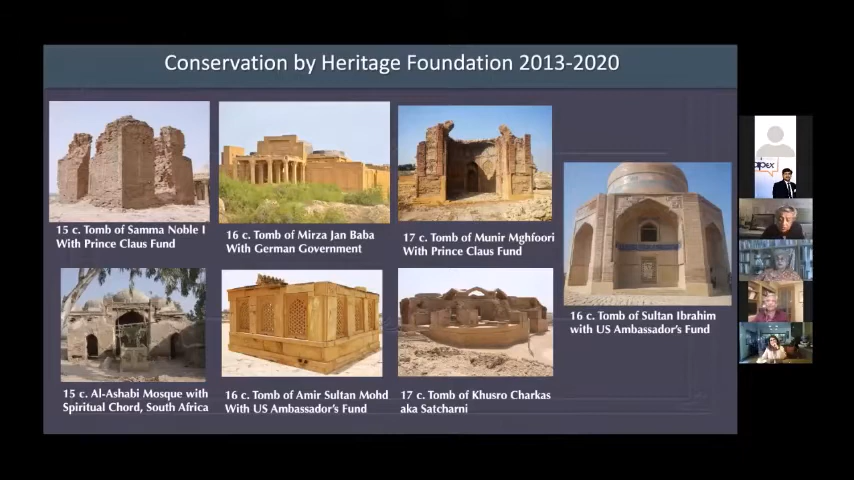 Conservation by Heritage Foundation 2013-2020
15 c. Tomb of Samma Noble I
With Prince Claus Fund
16 c. Tomb of Mirza Jan Baba
With German Government
17 c. Tomb of Munir Mghfoori
With Prince Claus Fund
16 c. Tomb of Sultan Ibrahim
with US Ambassador's Fund
15 c. Al-Ashabi Mosque with
Spiritual Chord, South Africa
16 c. Tomb of Amir Sultan Mohd
With US Ambassador's Fund
17 c. Tomb of Khusro Charkas
aka Satcharni